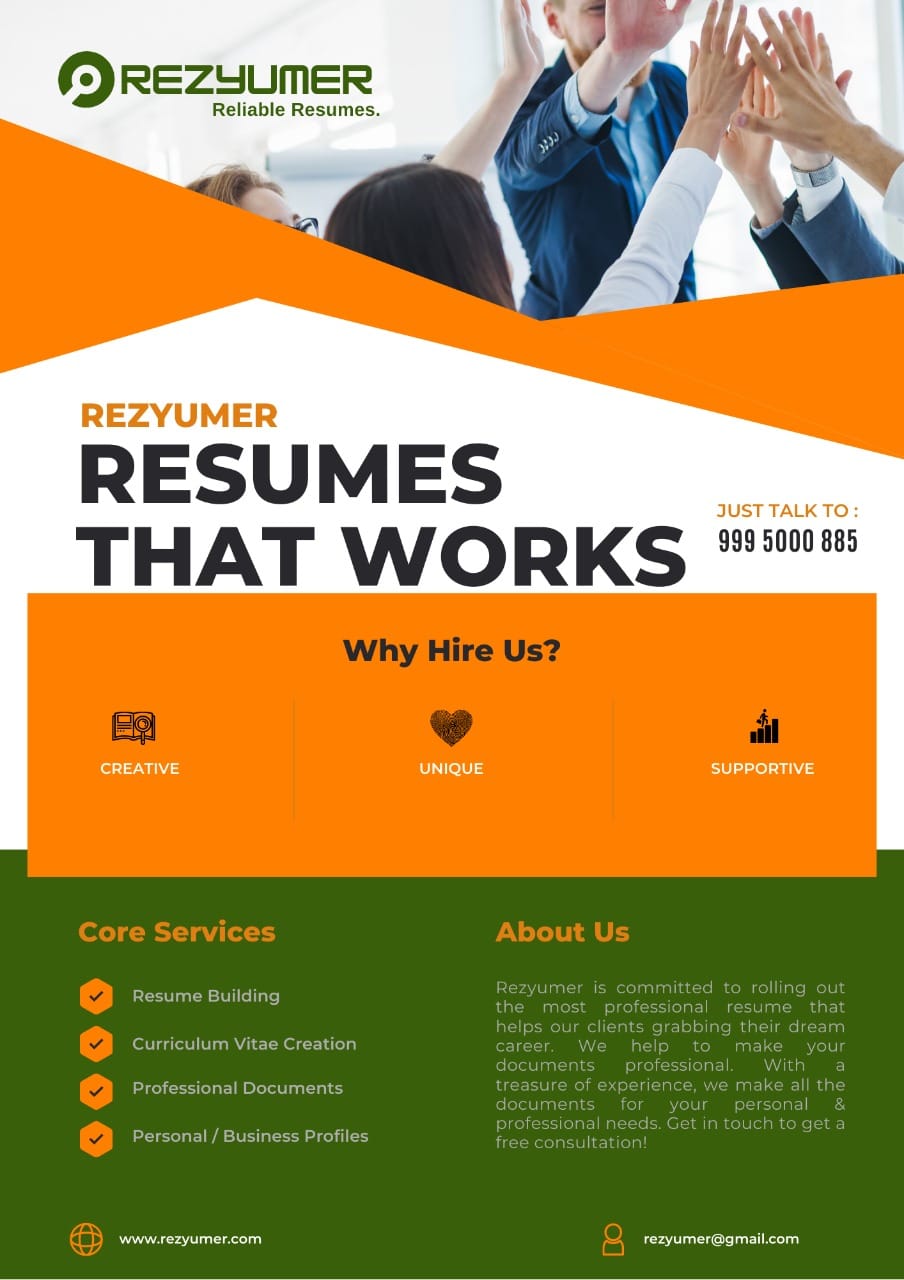 REZYUMER
Reliable Resumes.
REZYUMER
RESUMES
THAT WORKS
JUST TALK TO :
999 5000 885
Why Hire Us?
CREATIVE
UNIQUE
SUPPORTIVE
Core Services
Resume Building
Curriculum Vitae Creation
Professional Documents
Personal / Business Profiles
About Us
Rezyumer is committed to rolling out
the most professional resume that
helps our clients grabbing their dream
career. We help to make your
documents professional. With a
treasure of experience, we make all the
documents for your personal &
professional needs. Get in touch to get a
free consultation!
www.rezyumer.com
rezyumer@gmail.com